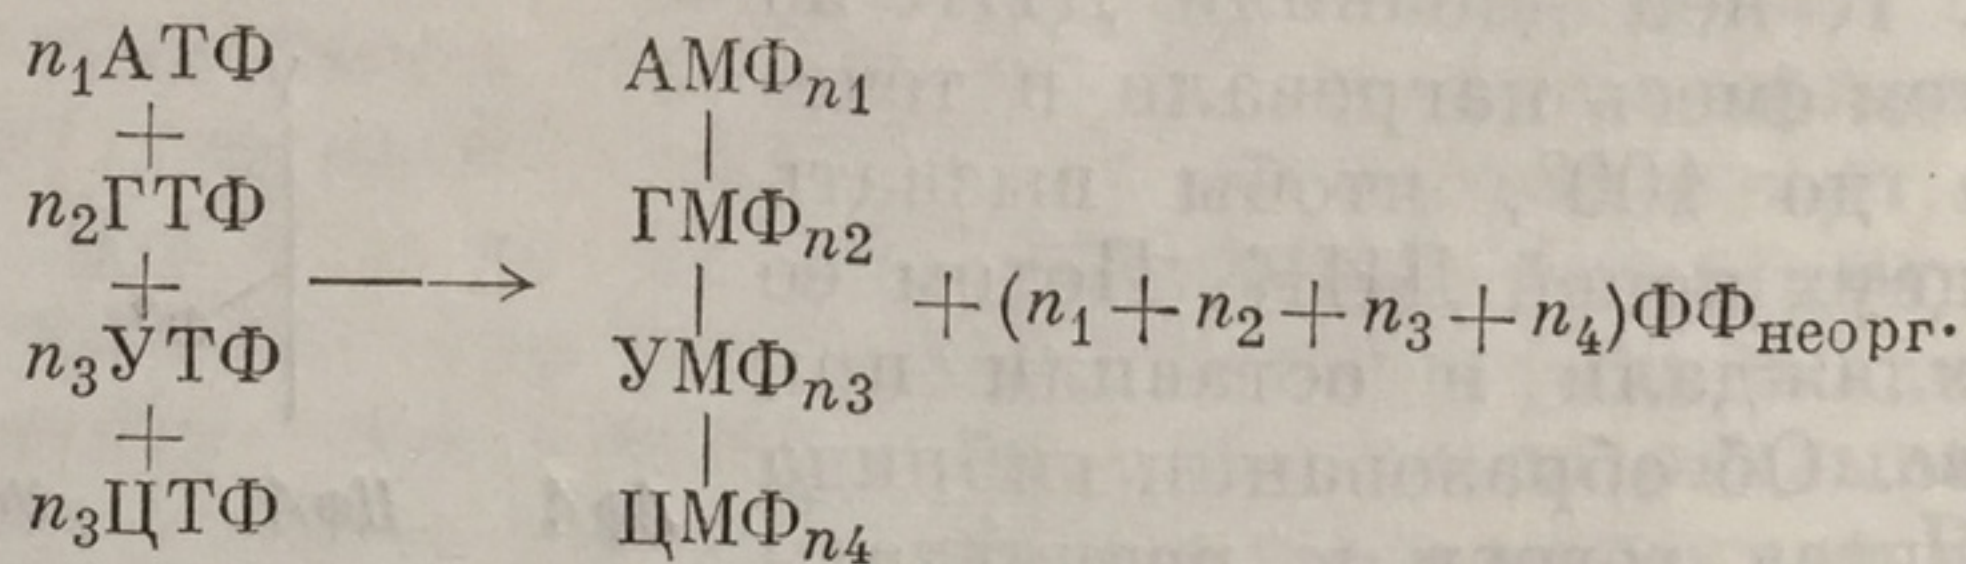 n₁АТФ
+
n₂ГТФ
+
n₃УТФ
+
n₃ЦТФ
⟶
АМФₙ₁
|
ГМФₙ₂
|
УМФₙ₃
|
ЦМФₙ₄
+(n₁+n₂+n₃+n₄)ФФнеорг.